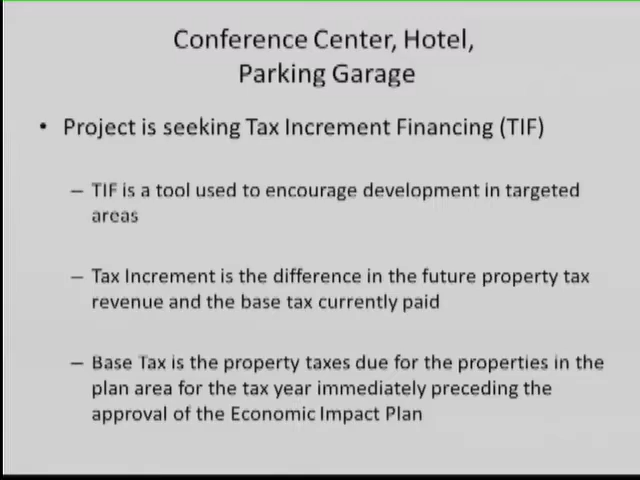 Conference Center, Hotel,
Parking Garage
• Project is seeking Tax Increment Financing (TIF)
– TIF is a tool used to encourage development in targeted
areas
– Tax Increment is the difference in the future property tax
revenue and the base tax currently paid
– Base Tax is the property taxes due for the properties in the
plan area for the tax year immediately preceding the
approval of the Economic Impact Plan